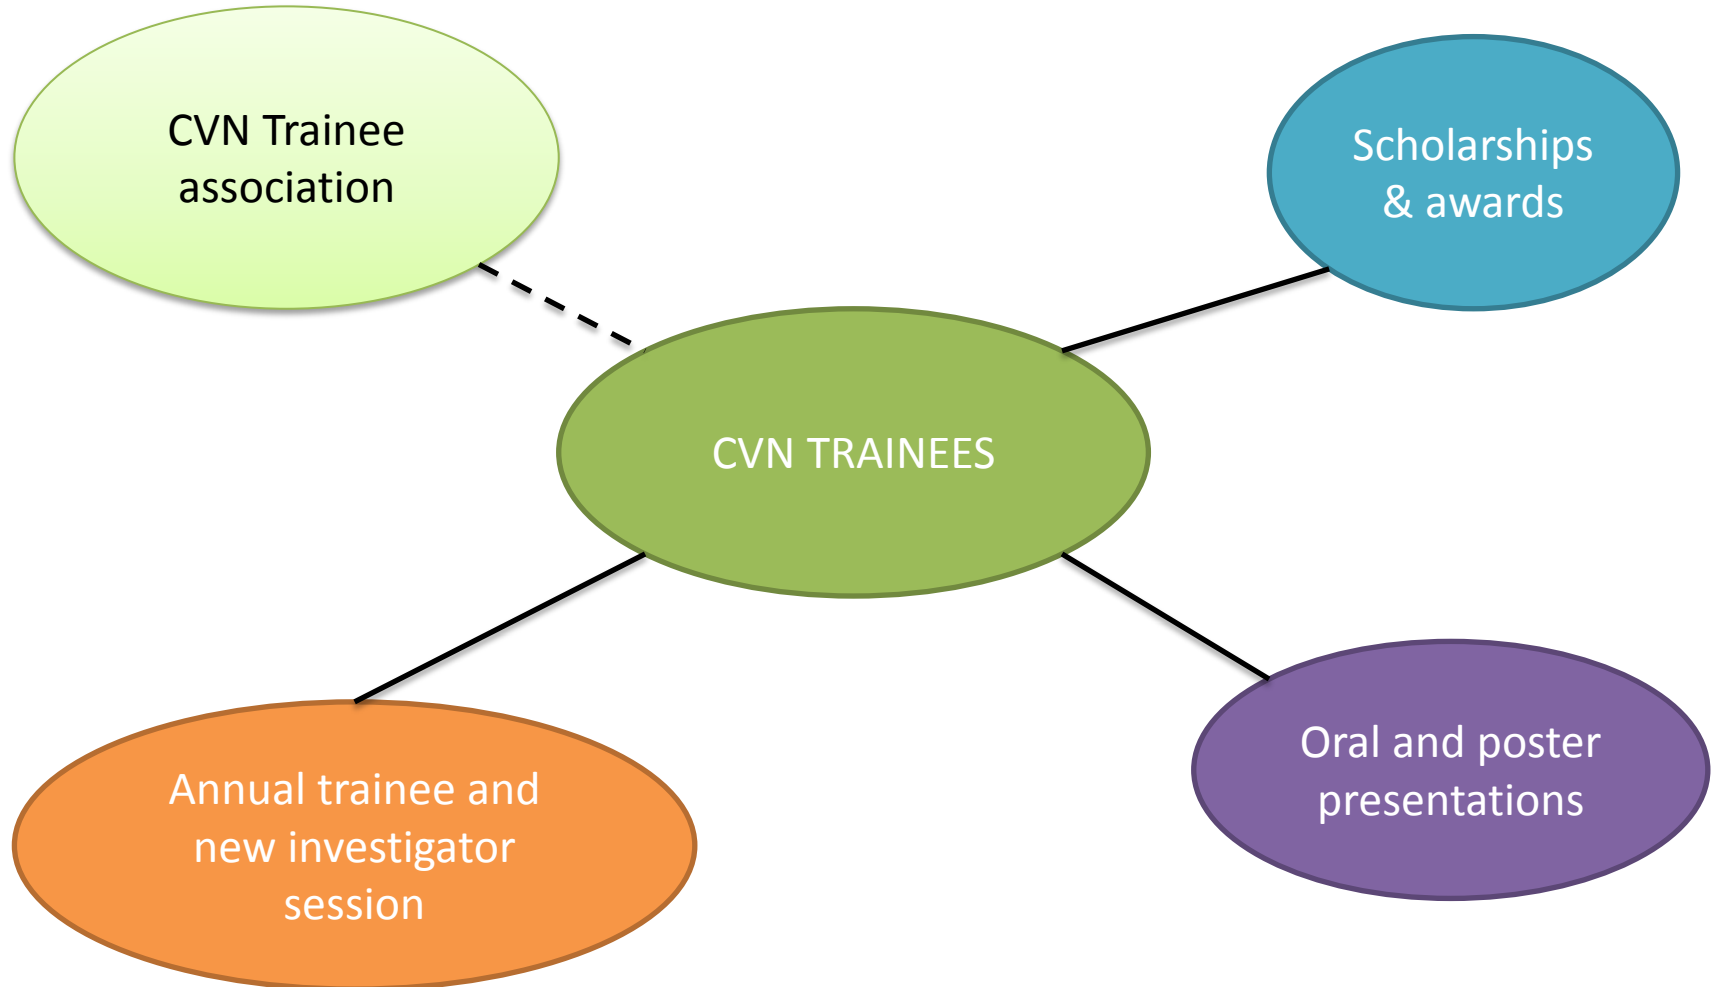 CVN Trainee
association
Scholarships
& awards
CVN TRAINEES
Annual trainee and
new investigator
session
Oral and poster
presentations